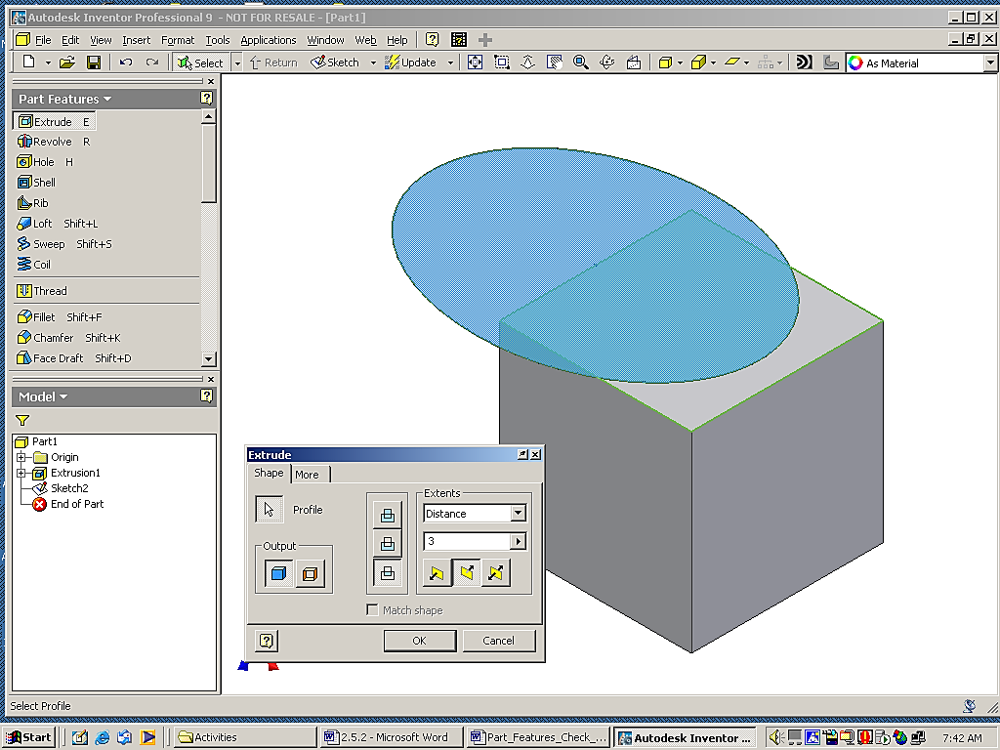 Autodesk Inventor Professional 9 - NOT FOR RESALE - [Part1]
File Edit View Insert Format Tools Applications Window Web Help
Select Return Sketch Update As Material
Part Features
Extrude E
Revolve R
Hole H
Shell
Rib
Loft Shift+L
Sweep Shift+S
Coil
Thread
Fillet Shift+F
Chamfer Shift+K
Face Draft Shift+D
Model
Part1
Origin
Extrusion1
Sketch2
End of Part
Extrude
Shape More
Profile
Output
Extents
Distance
3
Match shape
OK Cancel
Select Profile
Start Activities 2.5.2 - Microsoft Word Part_Features_Check_... Autodesk Inventor ... 7:42 AM